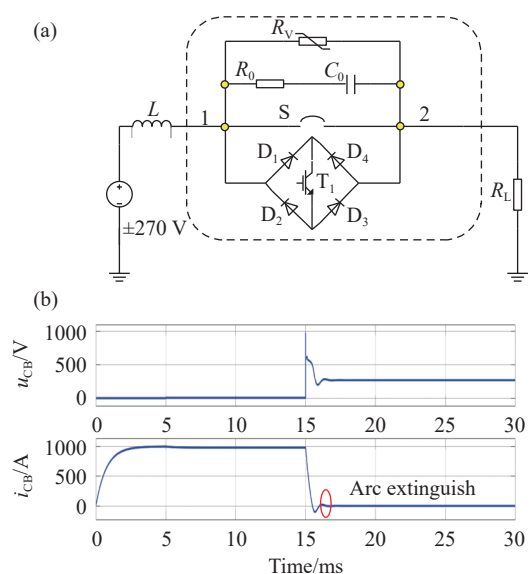 (a)
R_V
R_0
C_0
L
1
S
2
D_1
D_4
T_1
D_2
D_3
R_L
±270 V
(b)
1000
500
0
u_CB/V
0 5 10 15 20 25 30
1000
500
0
i_CB/A
Arc extinguish
0 5 10 15 20 25 30
Time/ms